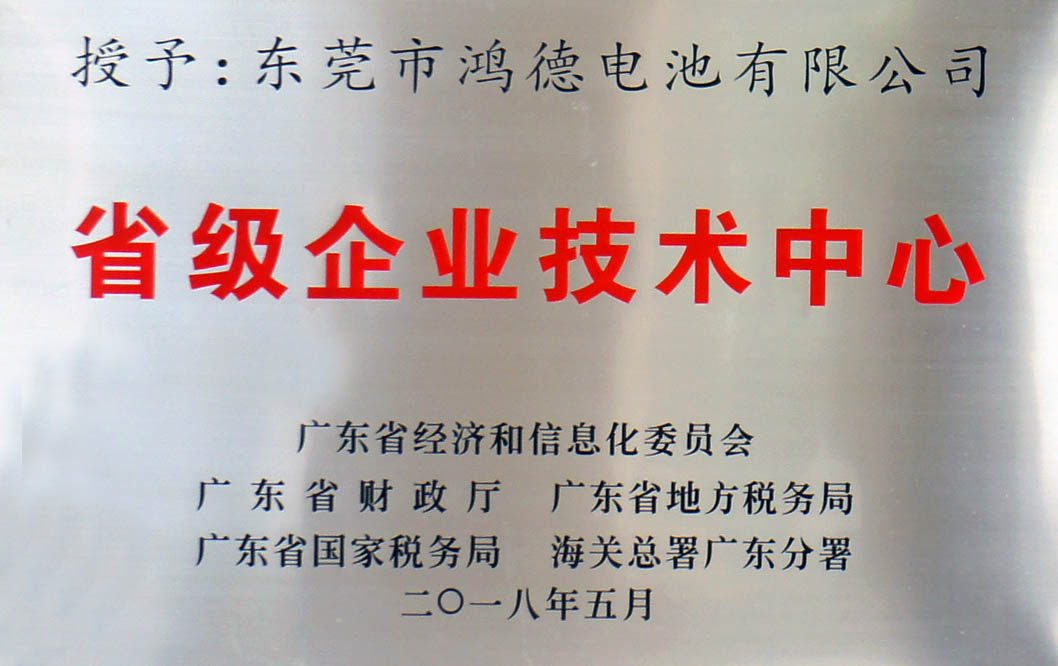 授予：东莞市鸿德电池有限公司
省级企业技术中心
广东省经济和信息化委员会
广东省财政厅 广东省地方税务局
广东省国家税务局 海关总署广东分署
二〇一八年五月